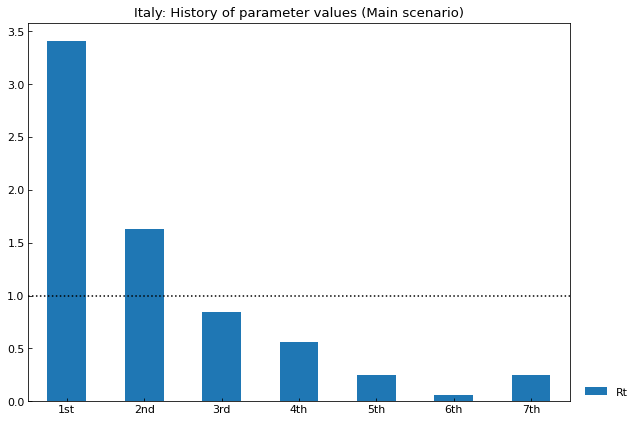 Italy: History of parameter values (Main scenario)
3.5
3.0
2.5
2.0
1.5
1.0
0.5
0.0
1st 2nd 3rd 4th 5th 6th 7th
Rt